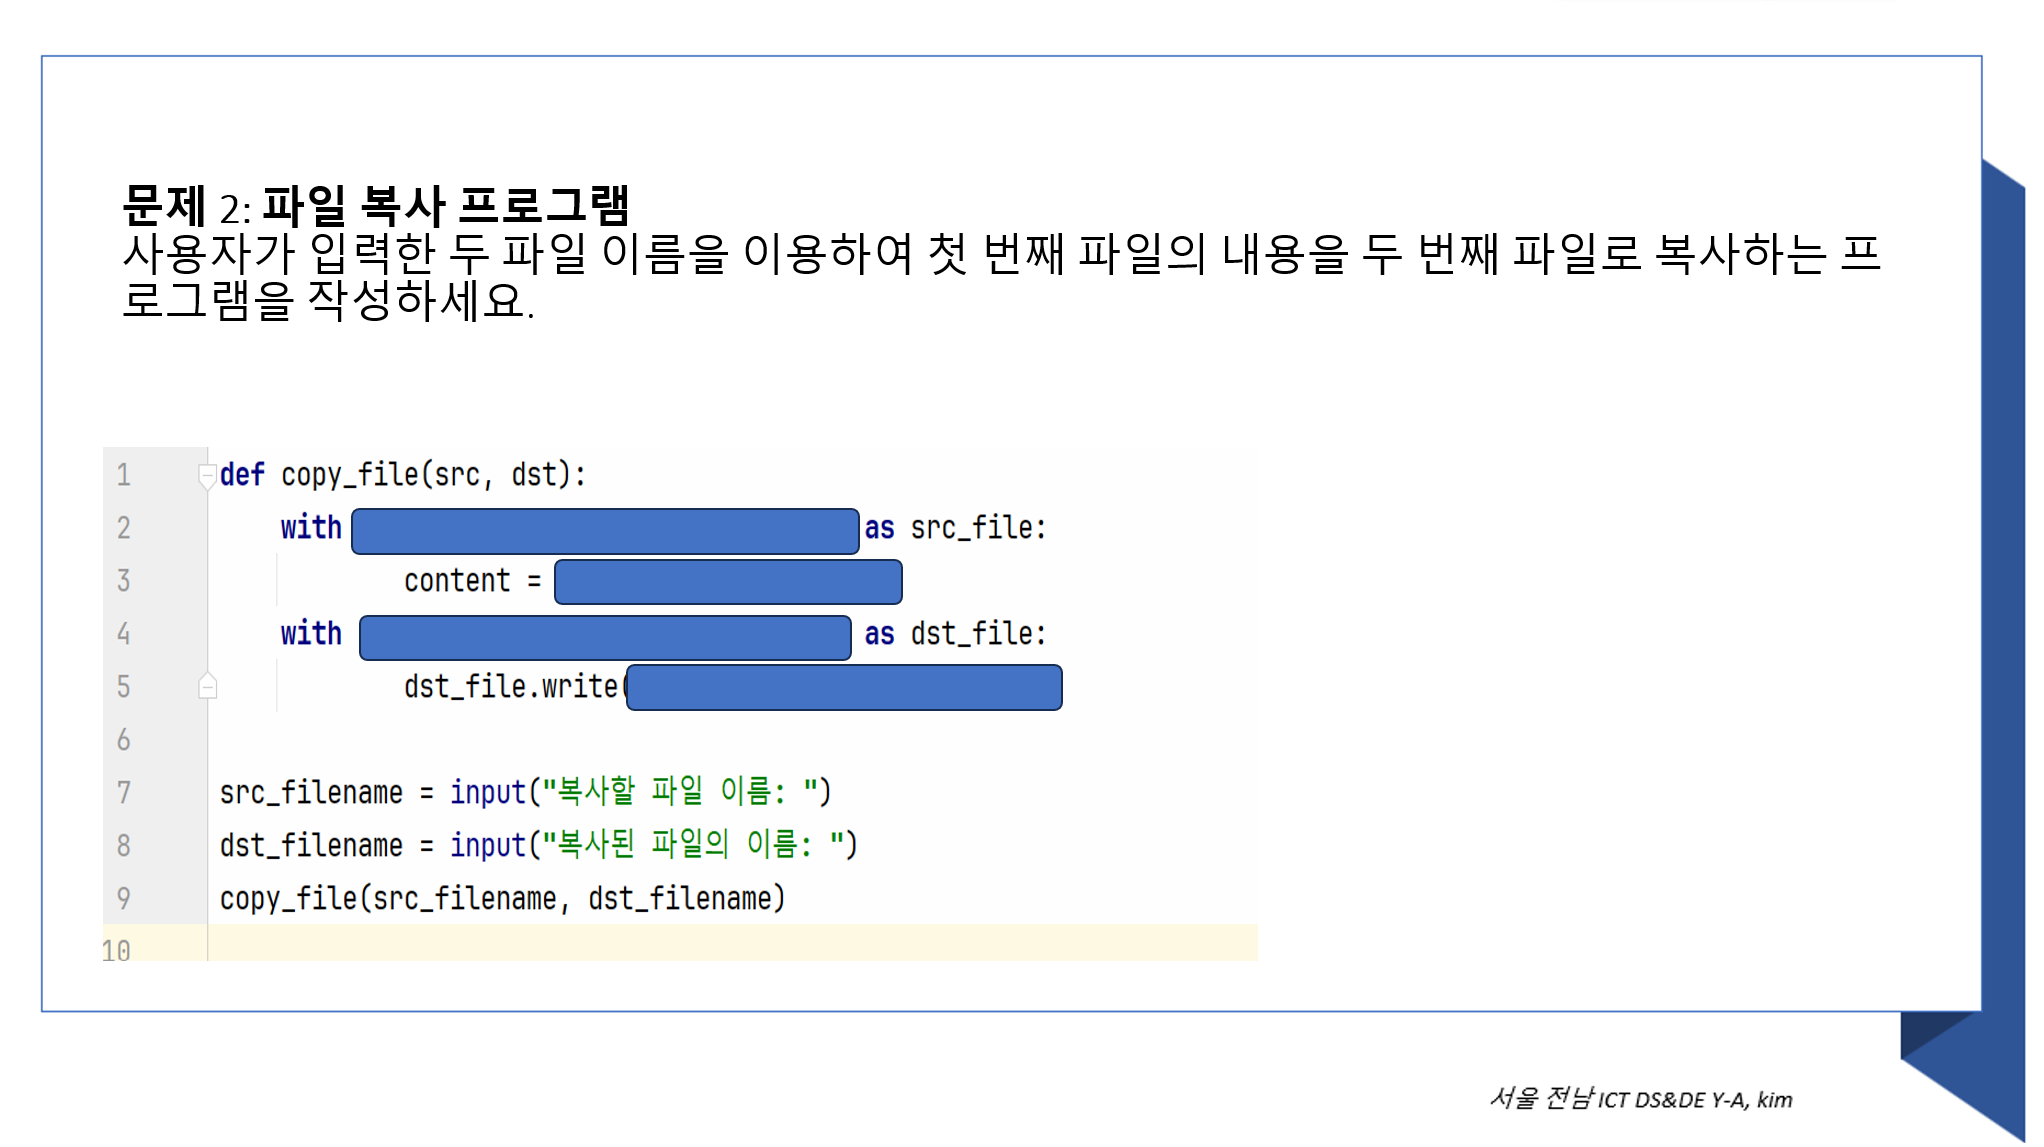 문제 2: 파일 복사 프로그램
사용자가 입력한 두 파일 이름을 이용하여 첫 번째 파일의 내용을 두 번째 파일로 복사하는 프
로그램을 작성하세요.
1 def copy_file(src, dst):
2 with as src_file:
3 content =
4 with as dst_file:
5 dst_file.write(
6
7 src_filename = input("복사할 파일 이름: ")
8 dst_filename = input("복사된 파일의 이름: ")
9 copy_file(src_filename, dst_filename)
10
서울 전남 ICT DS&DE Y-A, kim